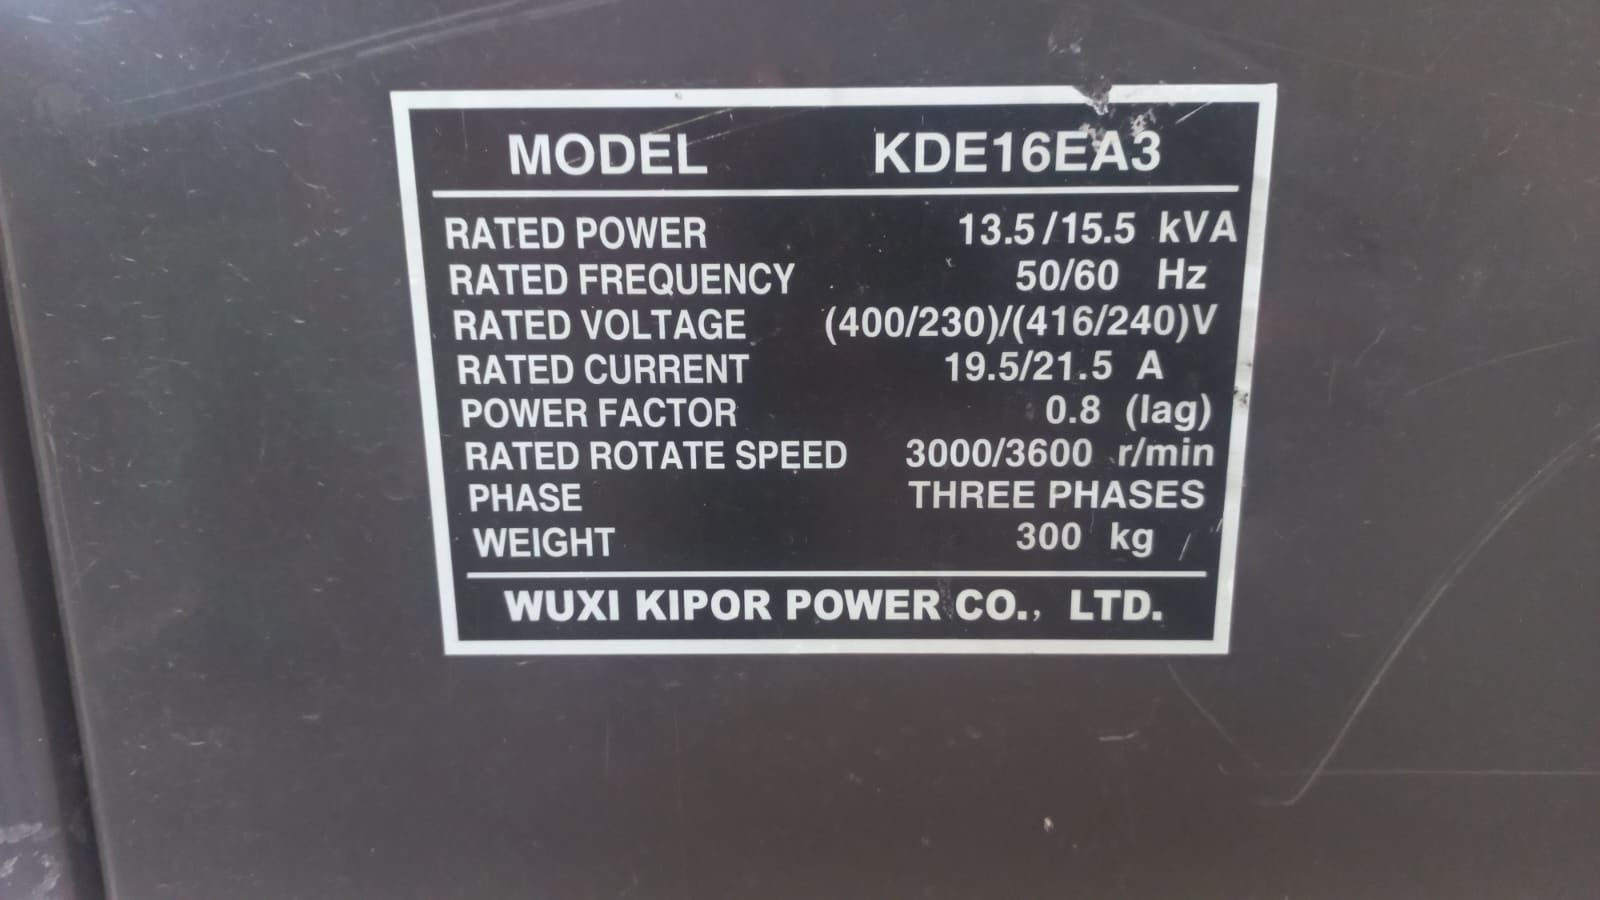 MODEL KDE16EA3
RATED POWER 13.5/15.5 kVA
RATED FREQUENCY 50/60 Hz
RATED VOLTAGE (400/230)/(416/240)V
RATED CURRENT 19.5/21.5 A
POWER FACTOR 0.8 (lag)
RATED ROTATE SPEED 3000/3600 r/min
PHASE THREE PHASES
WEIGHT 300 kg
WUXI KIPOR POWER CO., LTD.